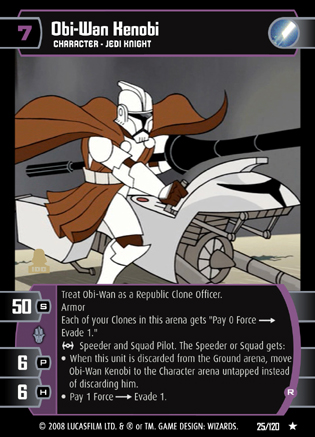 7
Obi-Wan Kenobi
CHARACTER - JEDI KNIGHT
50 S
6 P
6 H
Treat Obi-Wan as a Republic Clone Officer.
Armor
Each of your Clones in this arena gets "Pay 0 Force →
Evade 1."
Speeder and Squad Pilot. The Speeder or Squad gets:
• When this unit is discarded from the Ground arena, move
Obi-Wan Kenobi to the Character arena untapped instead
of discarding him.
• Pay 1 Force → Evade 1.
R
© 2008 LUCASFILM LTD. & ® or TM. GAME DESIGN: WIZARDS.
25/120 ★